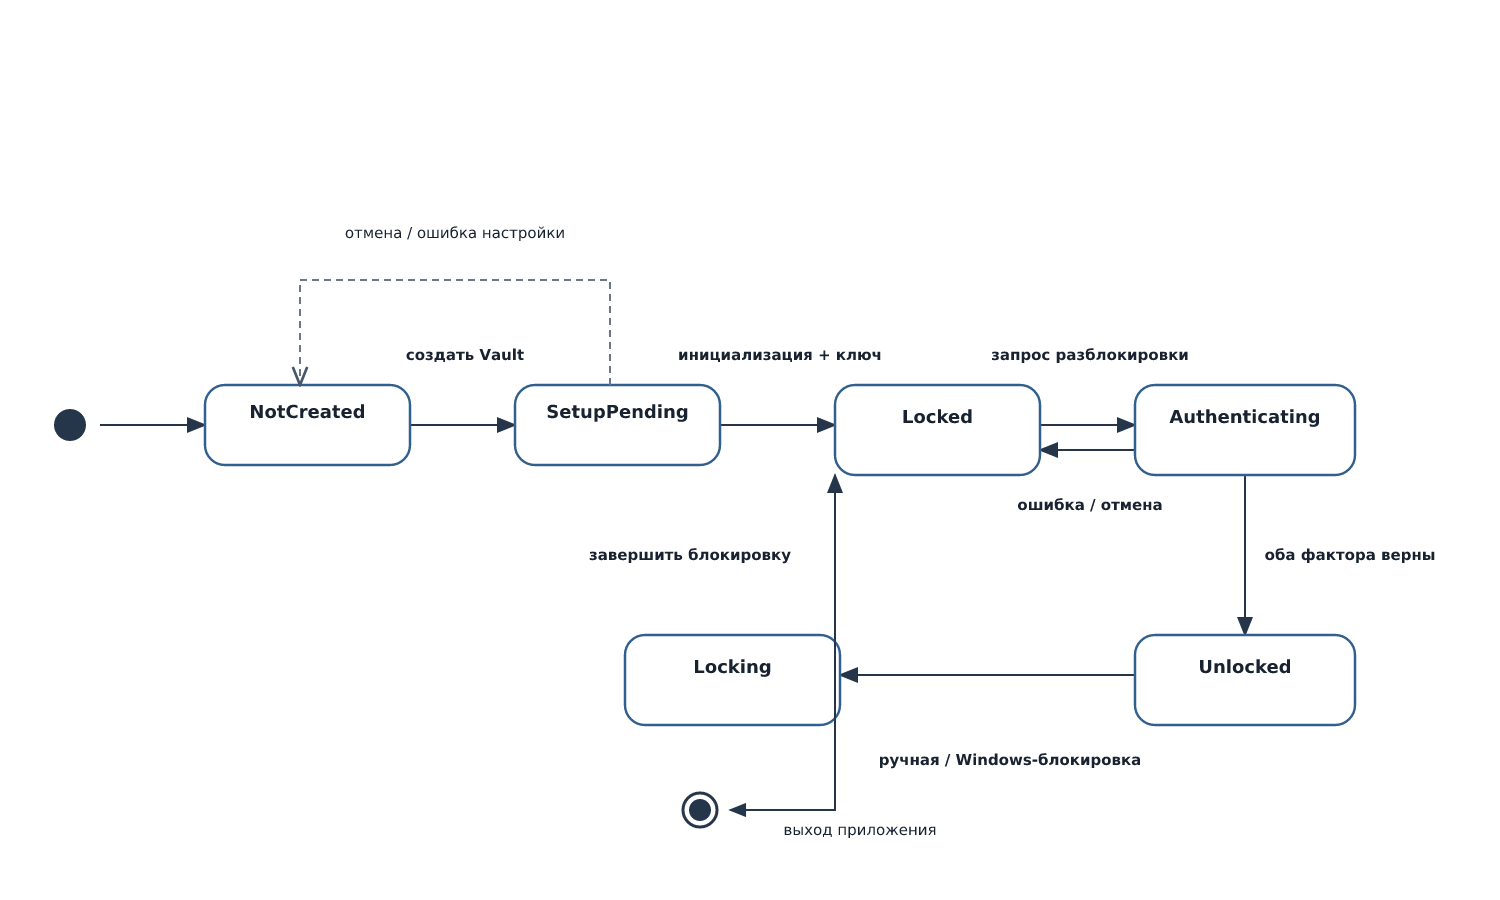 отмена / ошибка настройки
создать Vault
инициализация + ключ
запрос разблокировки
NotCreated
SetupPending
Locked
Authenticating
ошибка / отмена
завершить блокировку
оба фактора верны
Locking
Unlocked
ручная / Windows-блокировка
выход приложения